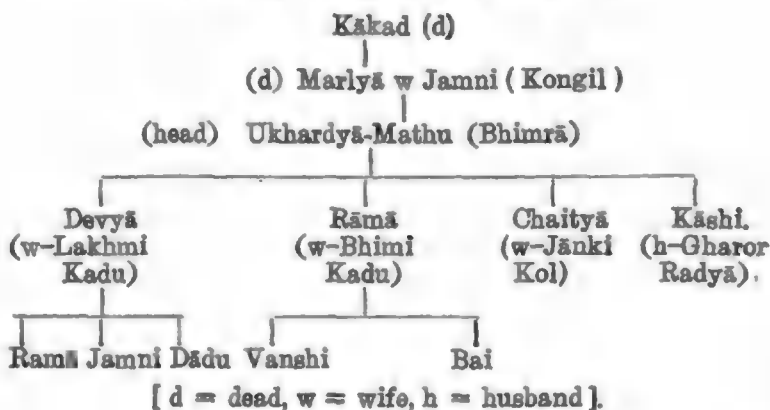 Kākad (d)
(d) Marlyā w Jamni ( Kongil )
(head) Ukhardyā-Mathu (Bhimrā)
Devyā Rāmā Chaityā Kāshi.
(w-Lakhmi (w-Bhimi (w-Jānki (h-Gharor
Kadu) Kadu) Kol) Radyā).
Ramā Jamni Dādu Vanshi Bai
[ d = dead, w = wife, h = husband ].